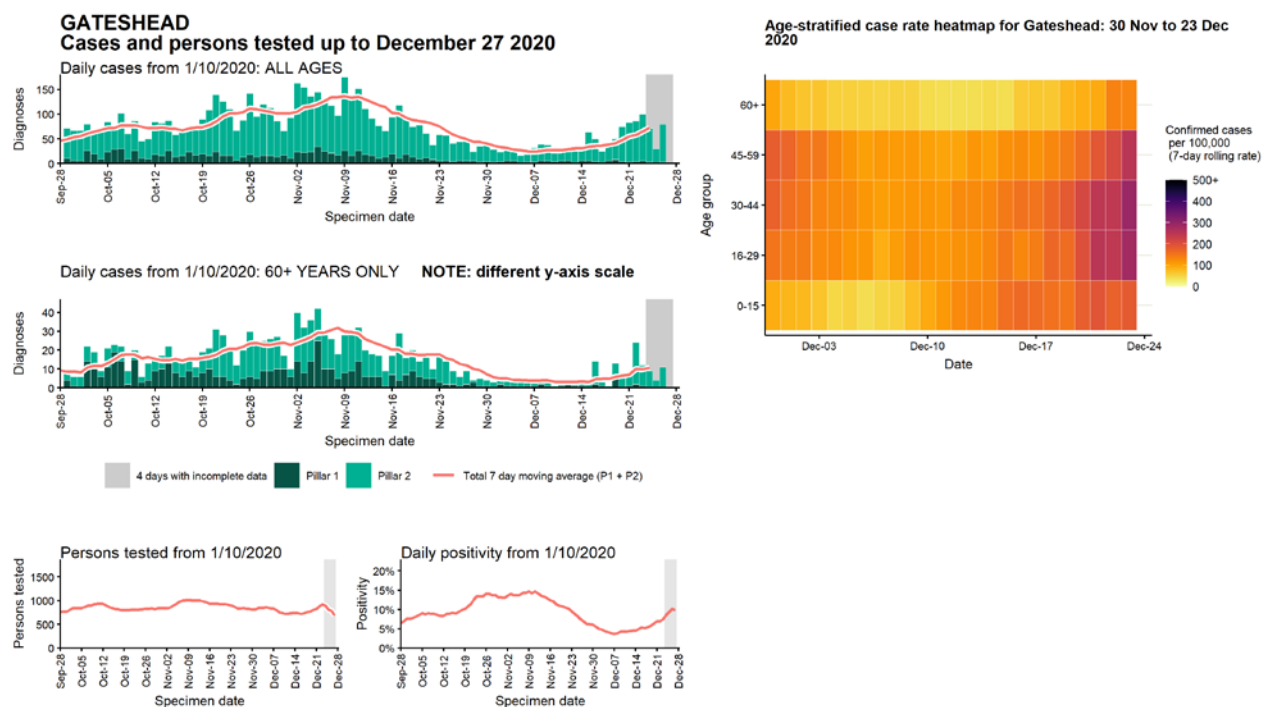 GATESHEAD
Cases and persons tested up to December 27 2020
Daily cases from 1/10/2020: ALL AGES
Diagnoses
150
100
50
0
Sep-28
Oct-05
Oct-12
Oct-19
Oct-26
Nov-02
Nov-09
Nov-16
Nov-23
Nov-30
Dec-07
Dec-14
Dec-21
Dec-28
Specimen date
Daily cases from 1/10/2020: 60+ YEARS ONLY NOTE: different y-axis scale
Diagnoses
40
30
20
10
0
Sep-28
Oct-05
Oct-12
Oct-19
Oct-26
Nov-02
Nov-09
Nov-16
Nov-23
Nov-30
Dec-07
Dec-14
Dec-21
Dec-28
Specimen date
4 days with incomplete data Pillar 1 Pillar 2 Total 7 day moving average (P1 + P2)
Persons tested from 1/10/2020
Persons tested
1500
1000
500
0
Sep-28
Oct-05
Oct-12
Oct-19
Oct-26
Nov-02
Nov-09
Nov-16
Nov-23
Nov-30
Dec-07
Dec-14
Dec-21
Dec-28
Specimen date
Daily positivity from 1/10/2020
Positivity
20%
15%
10%
5%
0%
Sep-28
Oct-05
Oct-12
Oct-19
Oct-26
Nov-02
Nov-09
Nov-16
Nov-23
Nov-30
Dec-07
Dec-14
Dec-21
Dec-28
Specimen date
Age-stratified case rate heatmap for Gateshead: 30 Nov to 23 Dec
2020
Age group
60+
45-59
30-44
16-29
0-15
Dec-03
Dec-10
Dec-17
Dec-24
Date
Confirmed cases
per 100,000
(7-day rolling rate)
500+
400
300
200
100
0